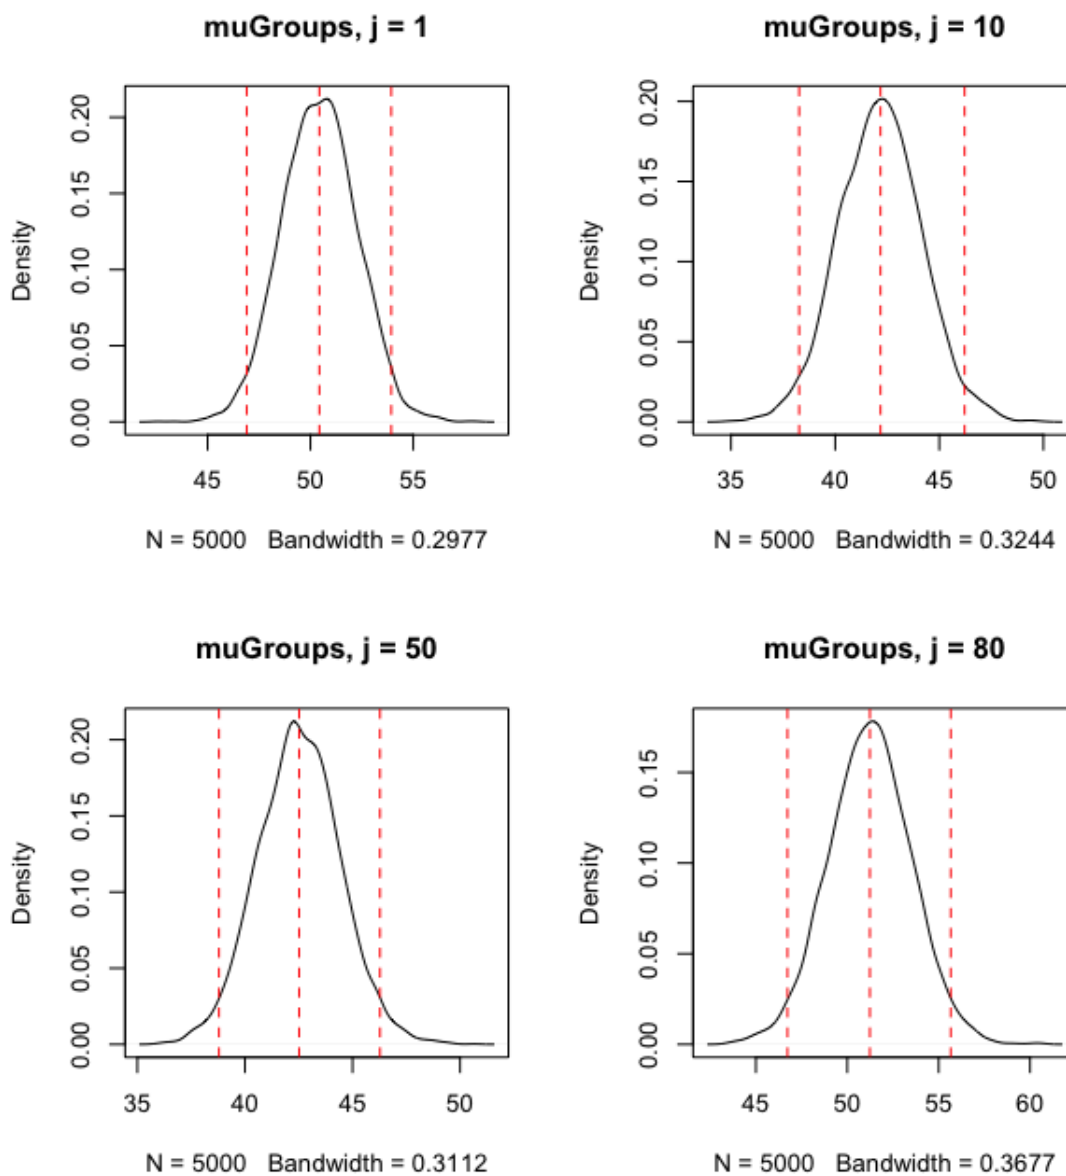 muGroups, j = 1
Density
0.00 0.05 0.10 0.15 0.20
45 50 55
N = 5000 Bandwidth = 0.2977
muGroups, j = 10
Density
0.00 0.05 0.10 0.15 0.20
35 40 45 50
N = 5000 Bandwidth = 0.3244
muGroups, j = 50
Density
0.00 0.05 0.10 0.15 0.20
35 40 45 50
N = 5000 Bandwidth = 0.3112
muGroups, j = 80
Density
0.00 0.05 0.10 0.15
45 50 55 60
N = 5000 Bandwidth = 0.3677